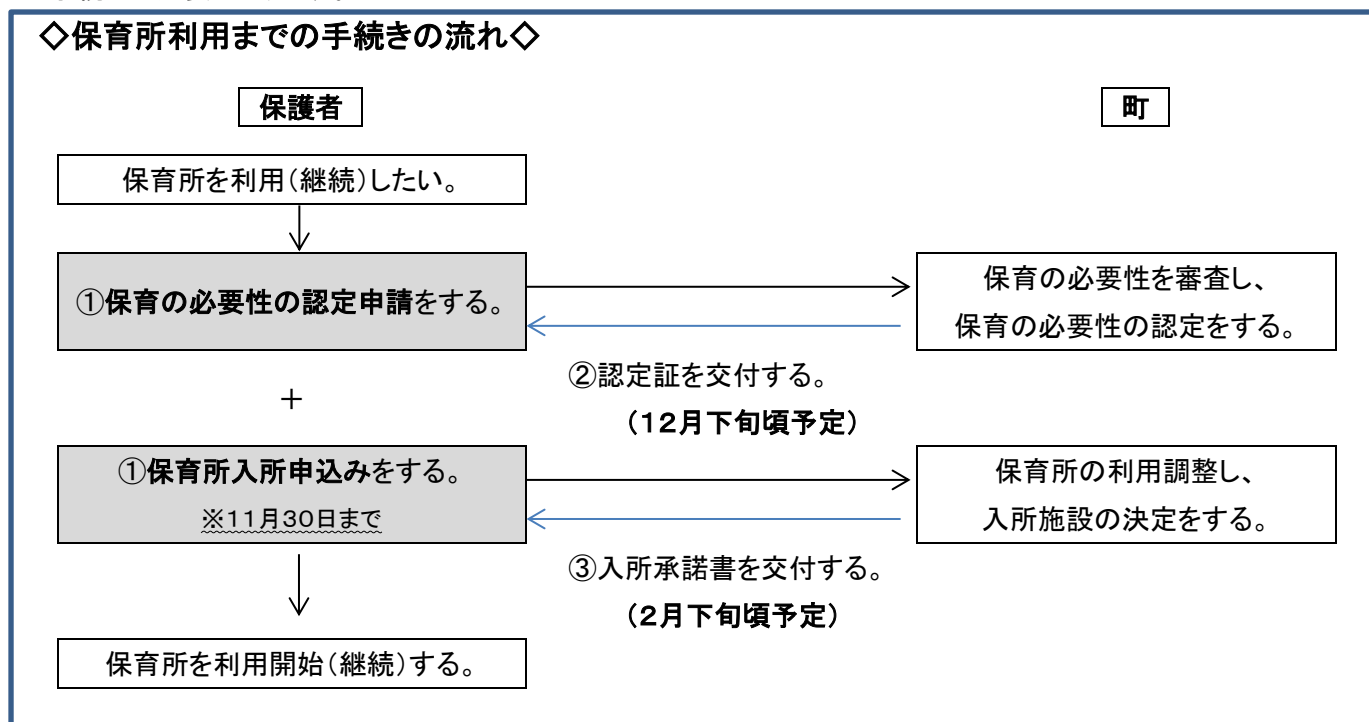 ◇保育所利用までの手続きの流れ◇
保護者
町
保育所を利用(継続)したい。
①保育の必要性の認定申請をする。
保育の必要性を審査し、
保育の必要性の認定をする。
②認定証を交付する。
(12月下旬頃予定)
+
①保育所入所申込みをする。
※11月30日まで
保育所の利用調整し、
入所施設の決定をする。
③入所承諾書を交付する。
(2月下旬頃予定)
保育所を利用開始(継続)する。